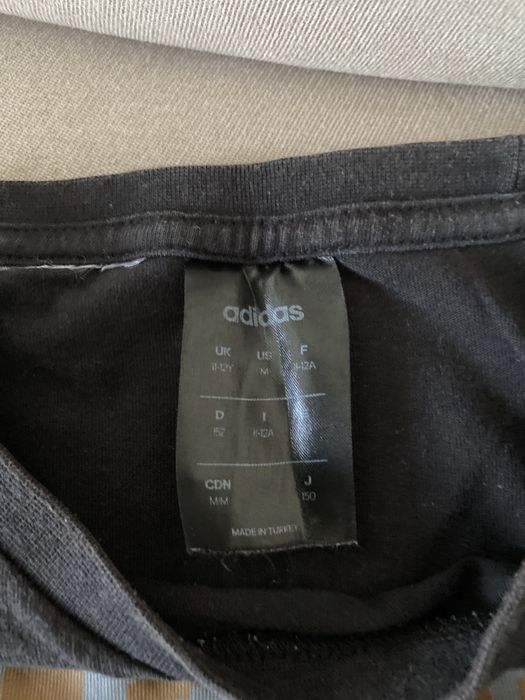 adidas
UK US F
11-12Y M 11-12A
D I
152 11-12A
CDN J
M/M 150
MADE IN TURKEY